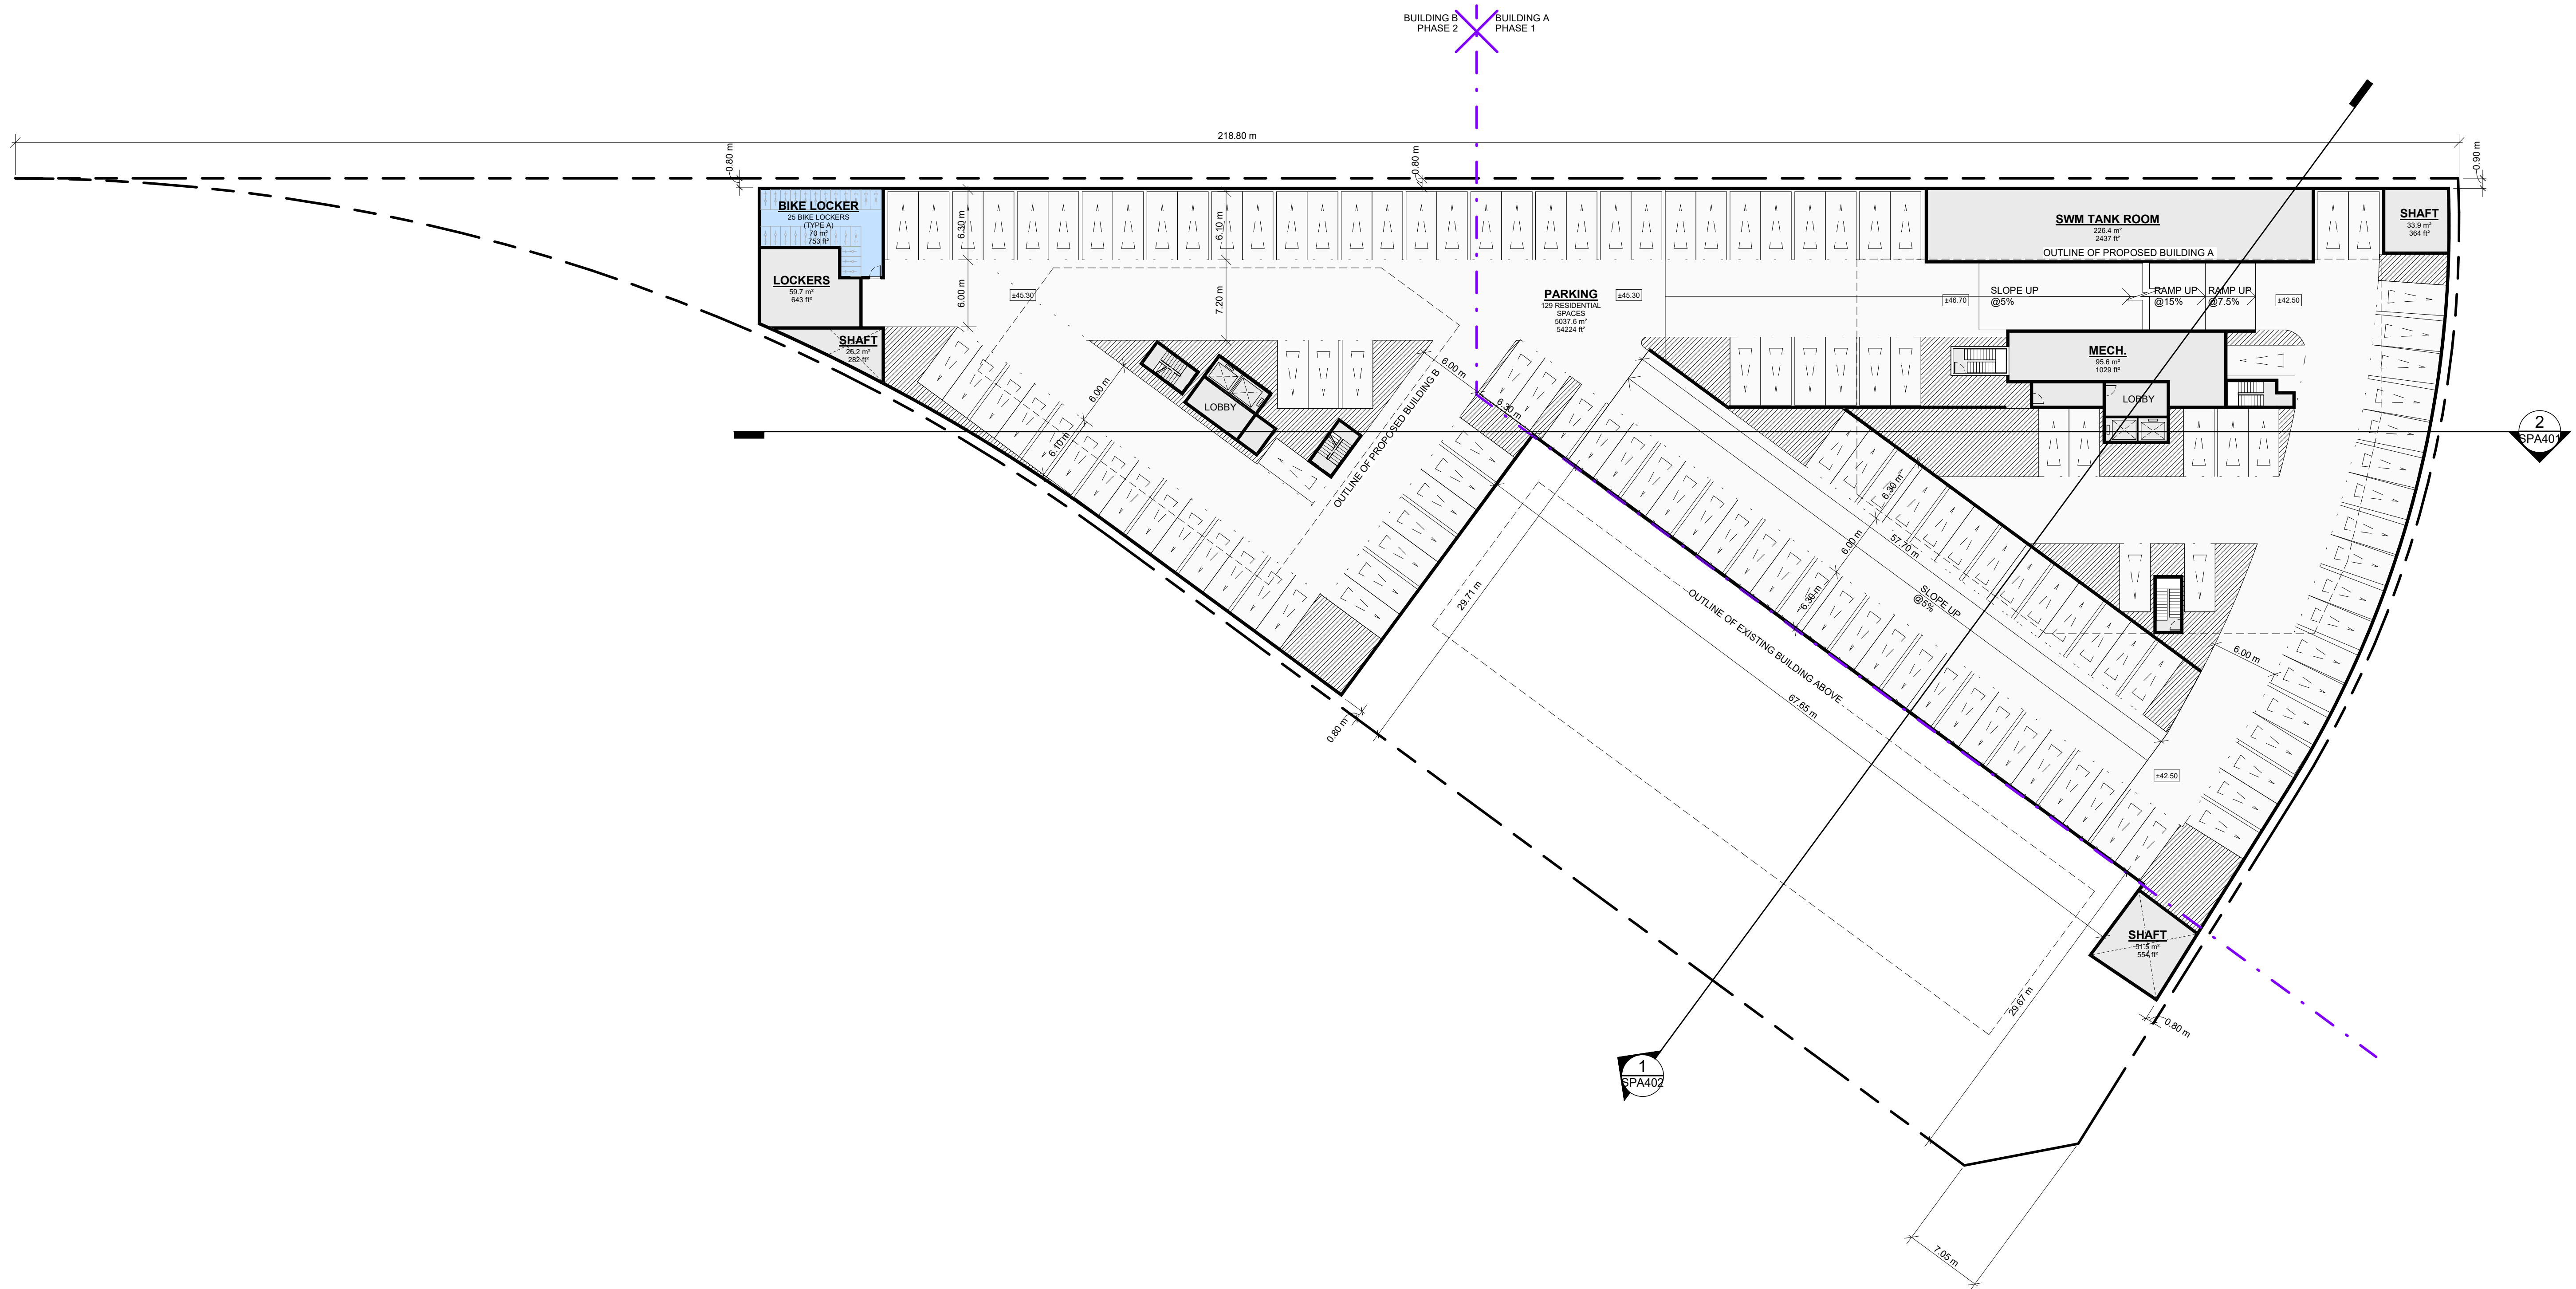 BUILDING B
PHASE 2
BUILDING A
PHASE 1
218.80 m
0.80 m
0.80 m
0.90 m
BIKE LOCKER
25 BIKE LOCKERS
(TYPE A)
70 m²
753 ft²
6.30 m
6.10 m
SWM TANK ROOM
226.4 m²
2437 ft²
OUTLINE OF PROPOSED BUILDING A
SHAFT
33.9 m²
364 ft²
LOCKERS
59.7 m²
643 ft²
6.00 m
±45.30
7.20 m
PARKING
129 RESIDENTIAL
SPACES
5037.6 m²
54224 ft²
±45.30
±46.70
SLOPE UP
@5%
RAMP UP
@15%
RAMP UP
@7.5%
±42.50
SHAFT
26.2 m²
282 ft²
MECH.
95.6 m²
1029 ft²
6.00 m
6.00 m
6.30 m
LOBBY
LOBBY
OUTLINE OF PROPOSED BUILDING B
6.10 m
2
SPA401
6.30 m
6.00 m
57.70 m
6.30 m
29.71 m
SLOPE UP
@5%
OUTLINE OF EXISTING BUILDING ABOVE
6.00 m
67.65 m
0.80 m
±42.50
SHAFT
51.5 m²
554 ft²
29.67 m
0.80 m
1
SPA402
7.05 m